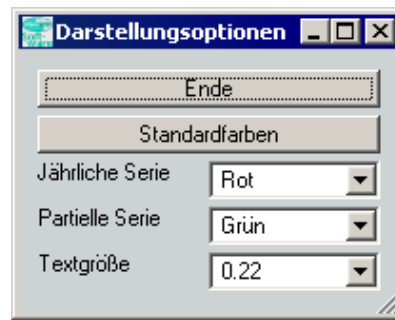 Darstellungsoptionen
Ende
Standardfarben
Jährliche Serie Rot
Partielle Serie Grün
Textgröße 0.22